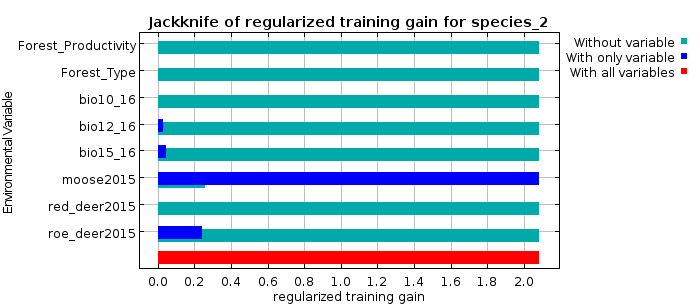 Jackknife of regularized training gain for species_2
Environmental Variable
Forest_Productivity
Forest_Type
bio10_16
bio12_16
bio15_16
moose2015
red_deer2015
roe_deer2015
Without variable
With only variable
With all variables
0.0 0.2 0.4 0.6 0.8 1.0 1.2 1.4 1.6 1.8 2.0
regularized training gain